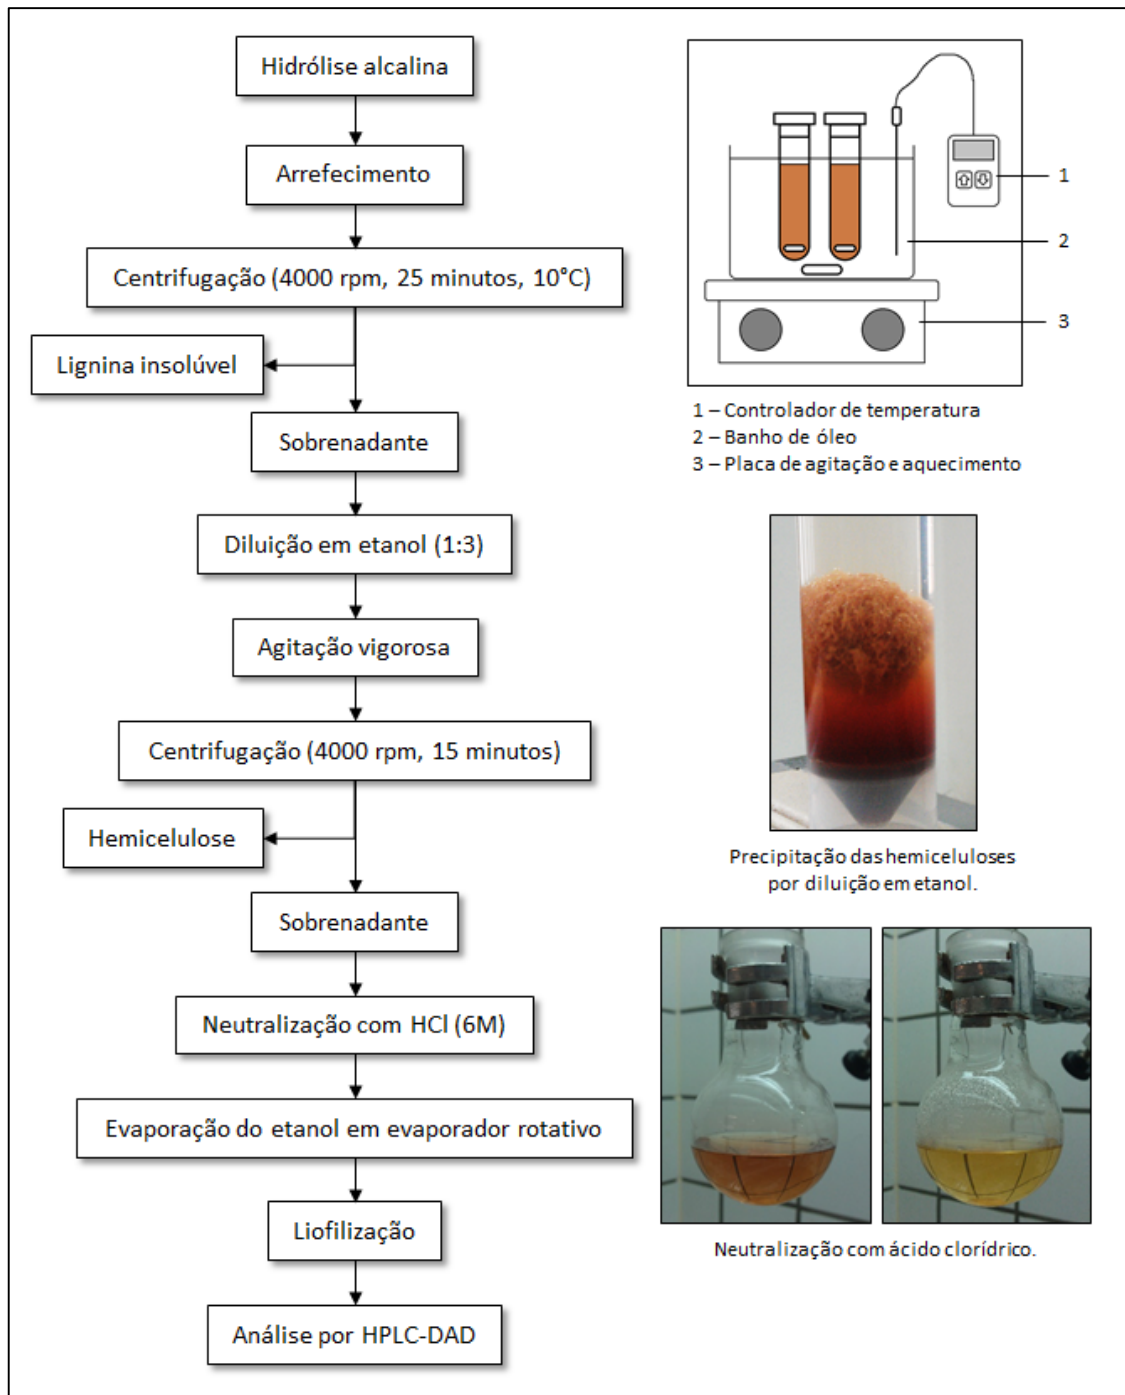 Hidrólise alcalina
Arrefecimento
Centrifugação (4000 rpm, 25 minutos, 10°C)
Lignina insolúvel
Sobrenadante
Diluição em etanol (1:3)
Agitação vigorosa
Centrifugação (4000 rpm, 15 minutos)
Hemicelulose
Sobrenadante
Neutralização com HCl (6M)
Evaporação do etanol em evaporador rotativo
Liofilização
Análise por HPLC-DAD
1
2
3
1 – Controlador de temperatura
2 – Banho de óleo
3 – Placa de agitação e aquecimento
Precipitação das hemiceluloses
por diluição em etanol.
Neutralização com ácido clorídrico.